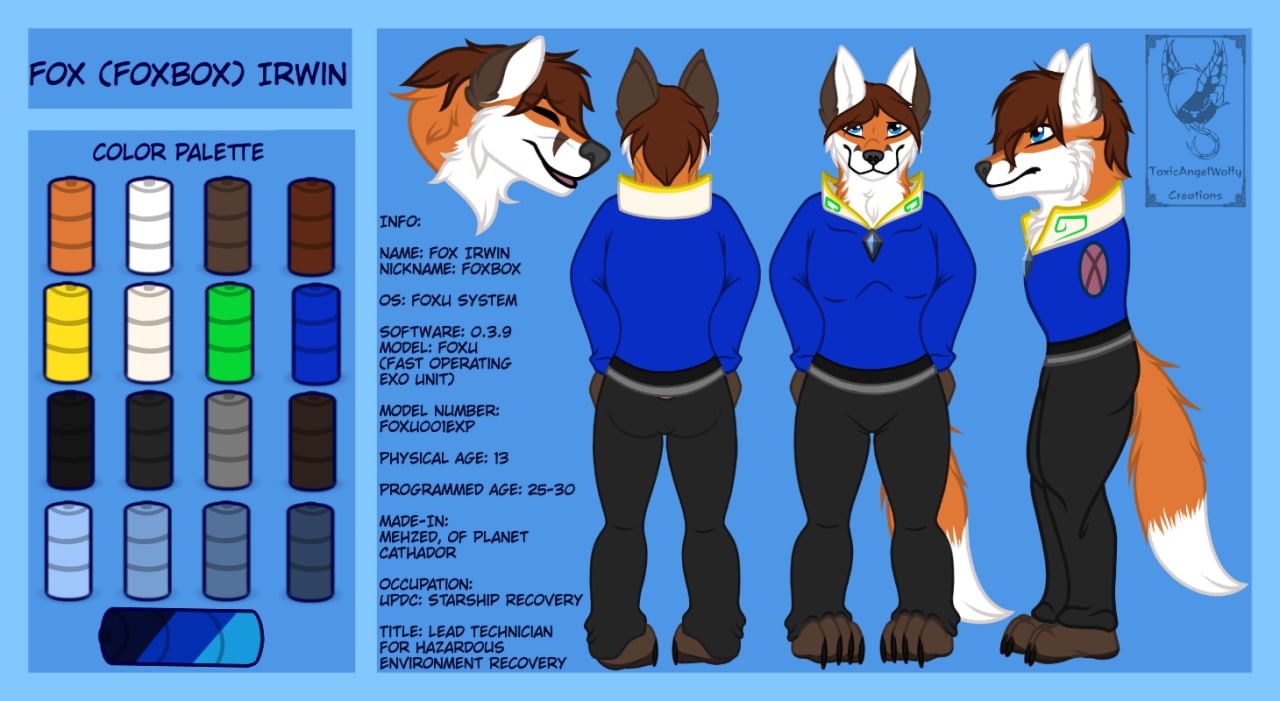 FOX (FOXBOX) IRWIN
COLOR PALETTE
INFO:
NAME: FOX IRWIN
NICKNAME: FOXBOX
OS: FOXU SYSTEM
SOFTWARE: 0.3.9
MODEL: FOXU
(FAST OPERATING
EXO UNIT)
MODEL NUMBER:
FOXU001EXP
PHYSICAL AGE: 13
PROGRAMMED AGE: 25-30
MADE-IN:
MEHZED, OF PLANET
CATHADOR
OCCUPATION:
UPDC: STARSHIP RECOVERY
TITLE: LEAD TECHNICIAN
FOR HAZARDOUS
ENVIRONMENT RECOVERY
ToxicAngelWolfy
Creations